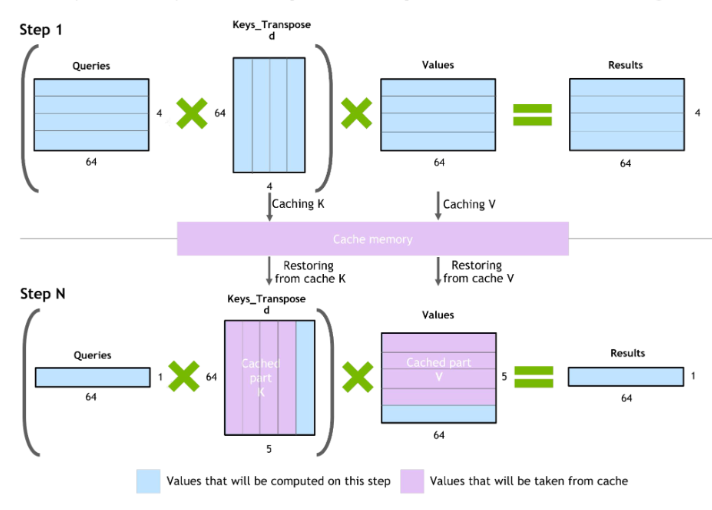 Step 1
Keys_Transpose
d
Queries
Values
Results
4
64
4
64
64
64
4
Caching K
Caching V
Cache memory
Restoring
from cache K
Restoring
from cache V
Step N
Keys_Transpose
d
Values
Queries
Results
Cached
part
K
Cached part
V
1
64
5
1
64
64
5
64
Values that will be computed on this step
Values that will be taken from cache